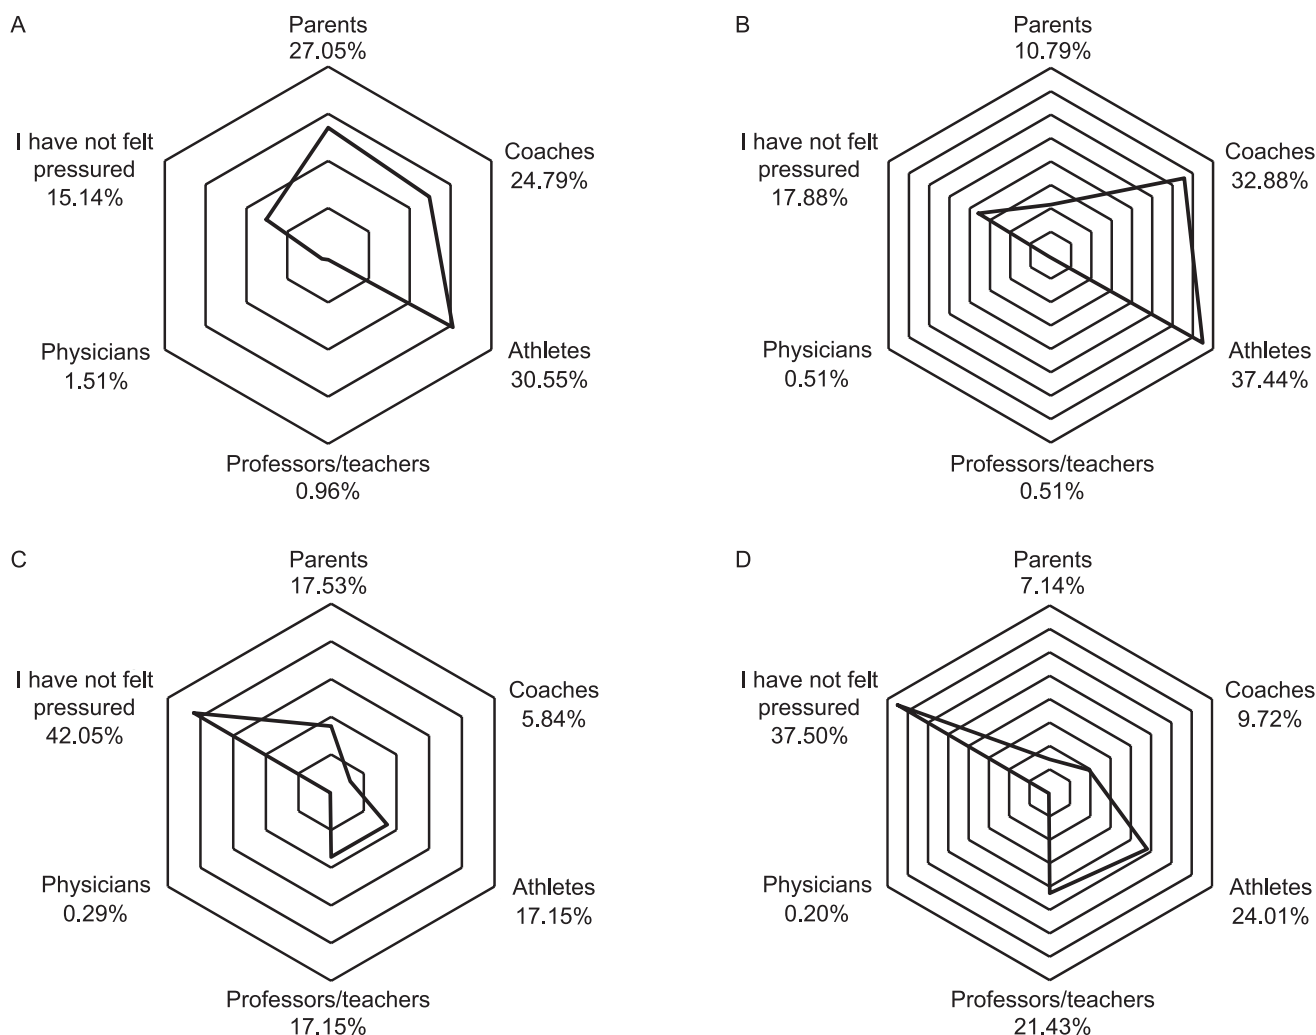 A
Parents
27.05%
I have not felt
pressured
15.14%
Coaches
24.79%
Physicians
1.51%
Athletes
30.55%
Professors/teachers
0.96%
B
Parents
10.79%
I have not felt
pressured
17.88%
Coaches
32.88%
Physicians
0.51%
Athletes
37.44%
Professors/teachers
0.51%
C
Parents
17.53%
I have not felt
pressured
42.05%
Coaches
5.84%
Physicians
0.29%
Athletes
17.15%
Professors/teachers
17.15%
D
Parents
7.14%
I have not felt
pressured
37.50%
Coaches
9.72%
Physicians
0.20%
Athletes
24.01%
Professors/teachers
21.43%